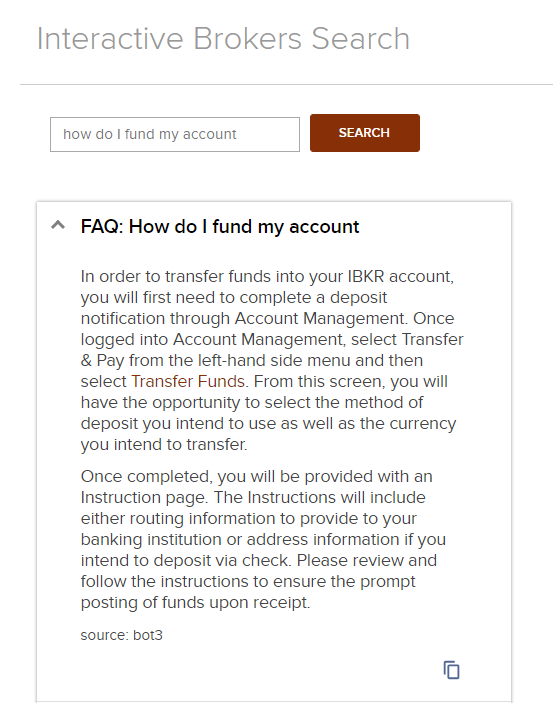 Interactive Brokers Search
how do I fund my account
SEARCH
FAQ: How do I fund my account
In order to transfer funds into your IBKR account,
you will first need to complete a deposit
notification through Account Management. Once
logged into Account Management, select Transfer
& Pay from the left-hand side menu and then
select Transfer Funds. From this screen, you will
have the opportunity to select the method of
deposit you intend to use as well as the currency
you intend to transfer.
Once completed, you will be provided with an
Instruction page. The Instructions will include
either routing information to provide to your
banking institution or address information if you
intend to deposit via check. Please review and
follow the instructions to ensure the prompt
posting of funds upon receipt.
source: bot3